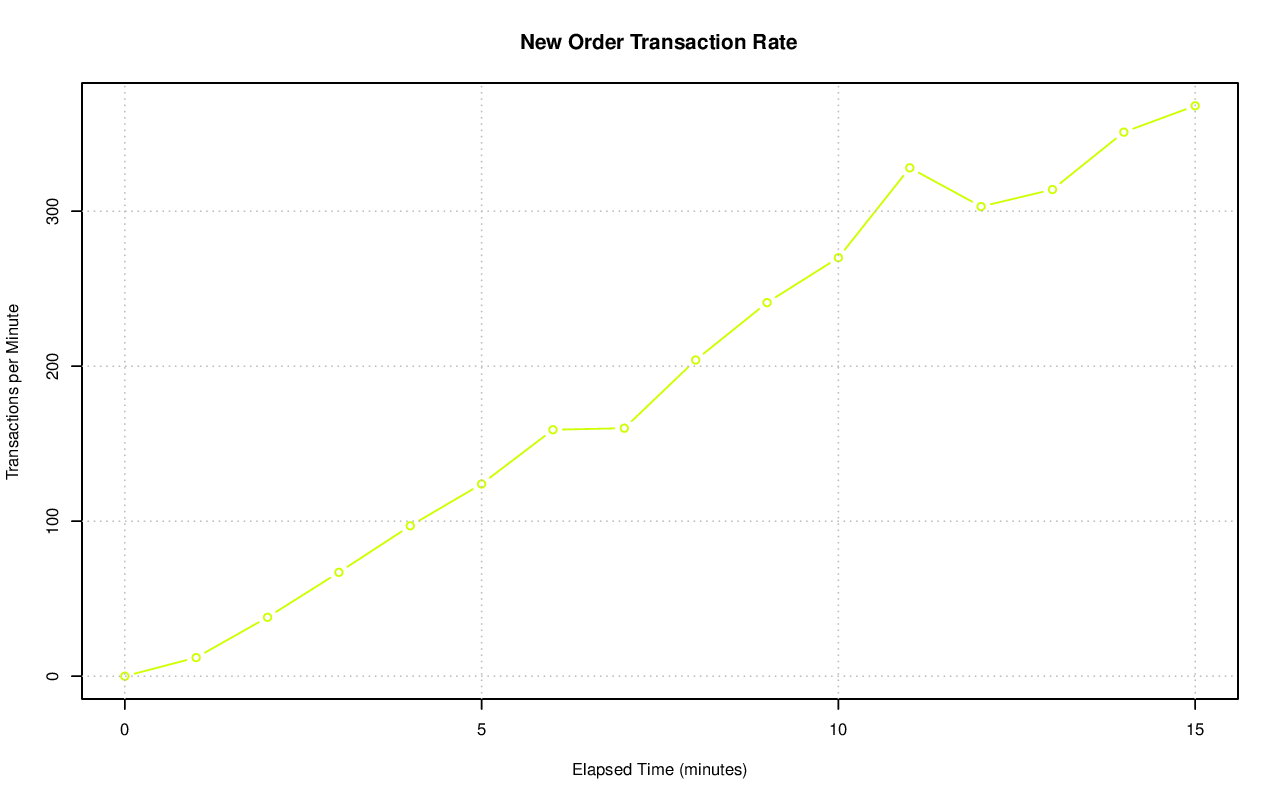 New Order Transaction Rate
Transactions per Minute
300
200
100
0
0 5 10 15
Elapsed Time (minutes)